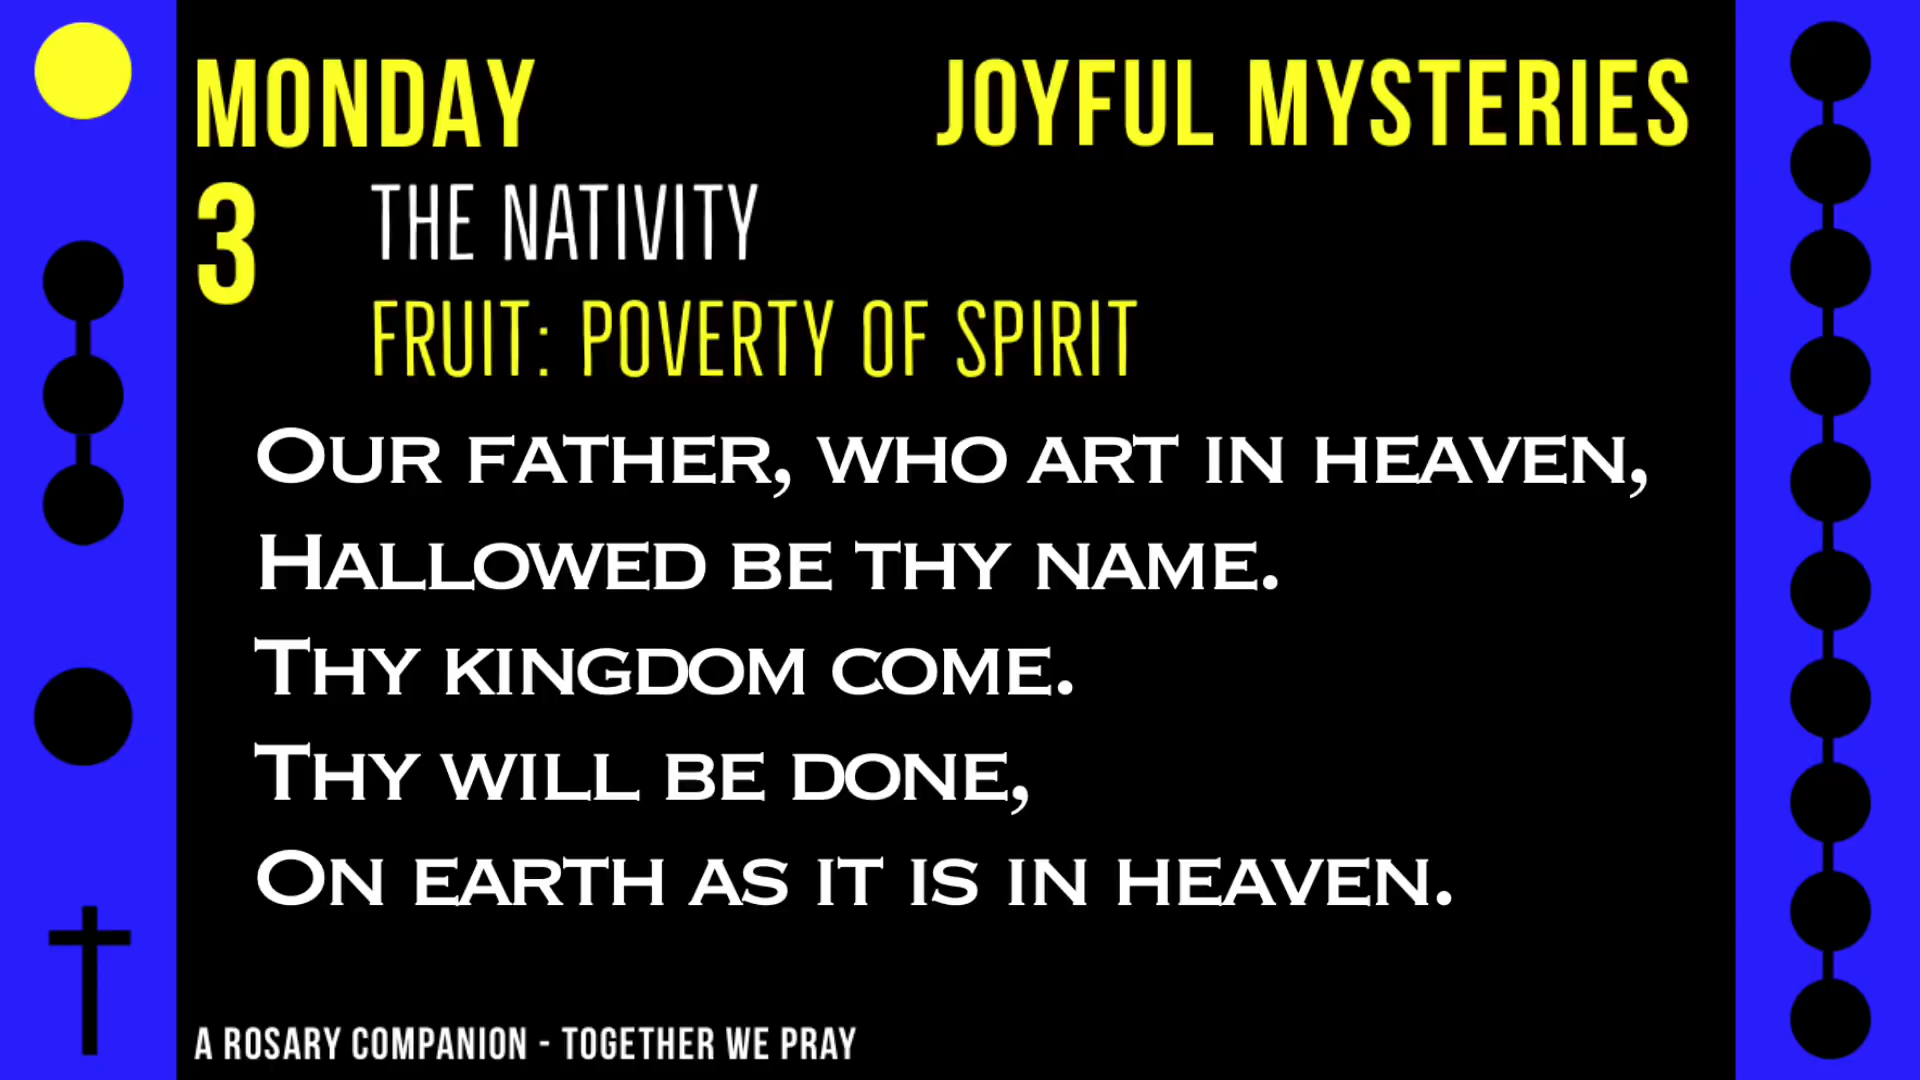 MONDAY JOYFUL MYSTERIES
3 THE NATIVITY
FRUIT: POVERTY OF SPIRIT
Our father, who art in heaven,
Hallowed be thy name.
Thy kingdom come.
Thy will be done,
On earth as it is in heaven.
A ROSARY COMPANION - TOGETHER WE PRAY